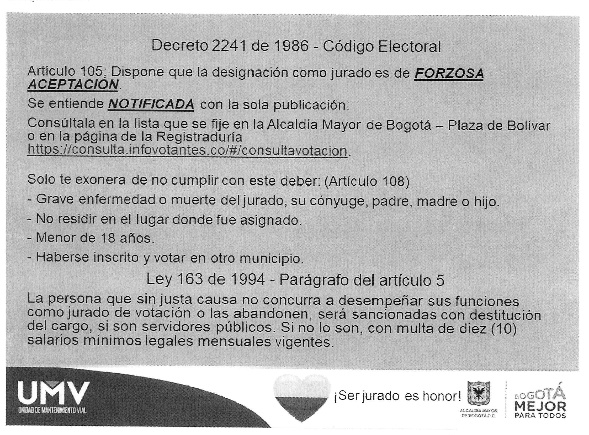 Decreto 2241 de 1986 - Código Electoral
Artículo 105: Dispone que la designación como jurado es de FORZOSA
ACEPTACIÓN.
Se entiende NOTIFICADA con la sola publicación.
Consúltala en la lista que se fije en la Alcaldía Mayor de Bogotá – Plaza de Bolívar
o en la página de la Registraduría
https://consulta.infovotantes.co/#/consultavotacion.
Solo te exonera de no cumplir con este deber: (Artículo 108)
- Grave enfermedad o muerte del jurado, su cónyuge, padre, madre o hijo.
- No residir en el lugar donde fue asignado.
- Menor de 18 años.
- Haberse inscrito y votar en otro municipio.
Ley 163 de 1994 - Parágrafo del artículo 5
La persona que sin justa causa no concurra a desempeñar sus funciones
como jurado de votación o las abandonen, será sancionadas con destitución
del cargo, si son servidores públicos. Si no lo son, con multa de diez (10)
salarios mínimos legales mensuales vigentes.
UMV
UNIDAD DE MANTENIMIENTO VIAL
¡Ser jurado es honor!
ALCALDÍA MAYOR
DE BOGOTÁ D.C.
BOGOTÁ
MEJOR
PARA TODOS